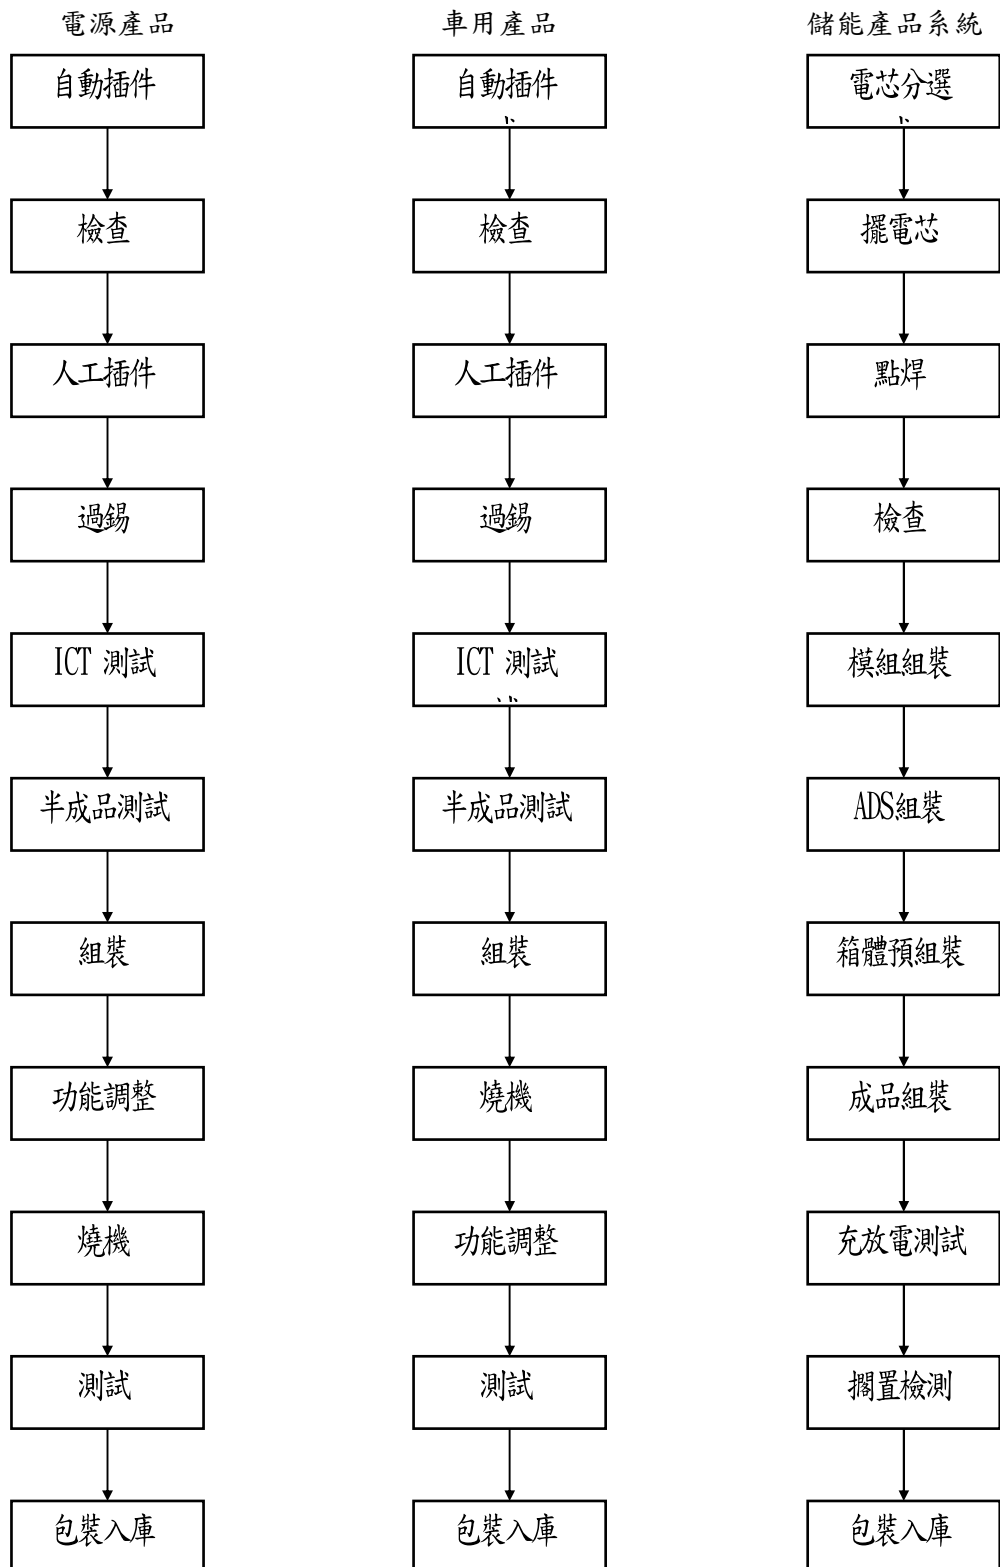 電源產品
自動插件
檢查
人工插件
過錫
ICT 測試
半成品測試
組裝
功能調整
燒機
測試
包裝入庫
車用產品
自動插件
檢查
人工插件
過錫
ICT 測試
半成品測試
組裝
燒機
功能調整
測試
包裝入庫
儲能產品系統
電芯分選
擺電芯
點焊
檢查
模組組裝
ADS組裝
箱體預組裝
成品組裝
充放電測試
擱置檢測
包裝入庫